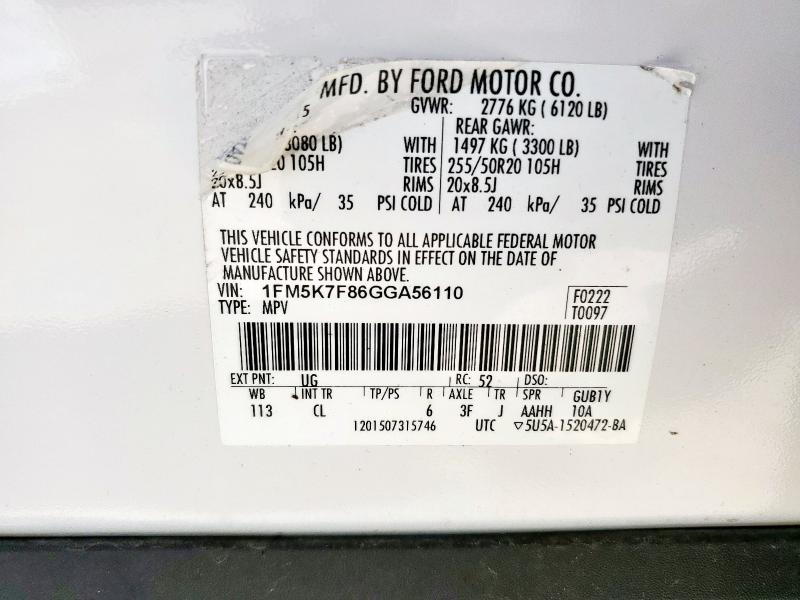 MFD. BY FORD MOTOR CO.
5 GVWR: 2776 KG ( 6120 LB)
REAR GAWR:
3080 LB) WITH 1497 KG ( 3300 LB) WITH
20 105H TIRES 255/50R20 105H TIRES
20x8.5J RIMS 20x8.5J RIMS
AT 240 kPa/ 35 PSI COLD AT 240 kPa/ 35 PSI COLD
THIS VEHICLE CONFORMS TO ALL APPLICABLE FEDERAL MOTOR
VEHICLE SAFETY STANDARDS IN EFFECT ON THE DATE OF
MANUFACTURE SHOWN ABOVE.
VIN: 1FM5K7F86GGA56110 F0222
TYPE: MPV T0097
EXT PNT: UG RC: 52 DSO:
WB INT TR TP/PS R AXLE TR SPR GUB1Y
113 CL 6 3F J AAHH 10A
1201507315746 UTC ▽5U5A-1520472-BA